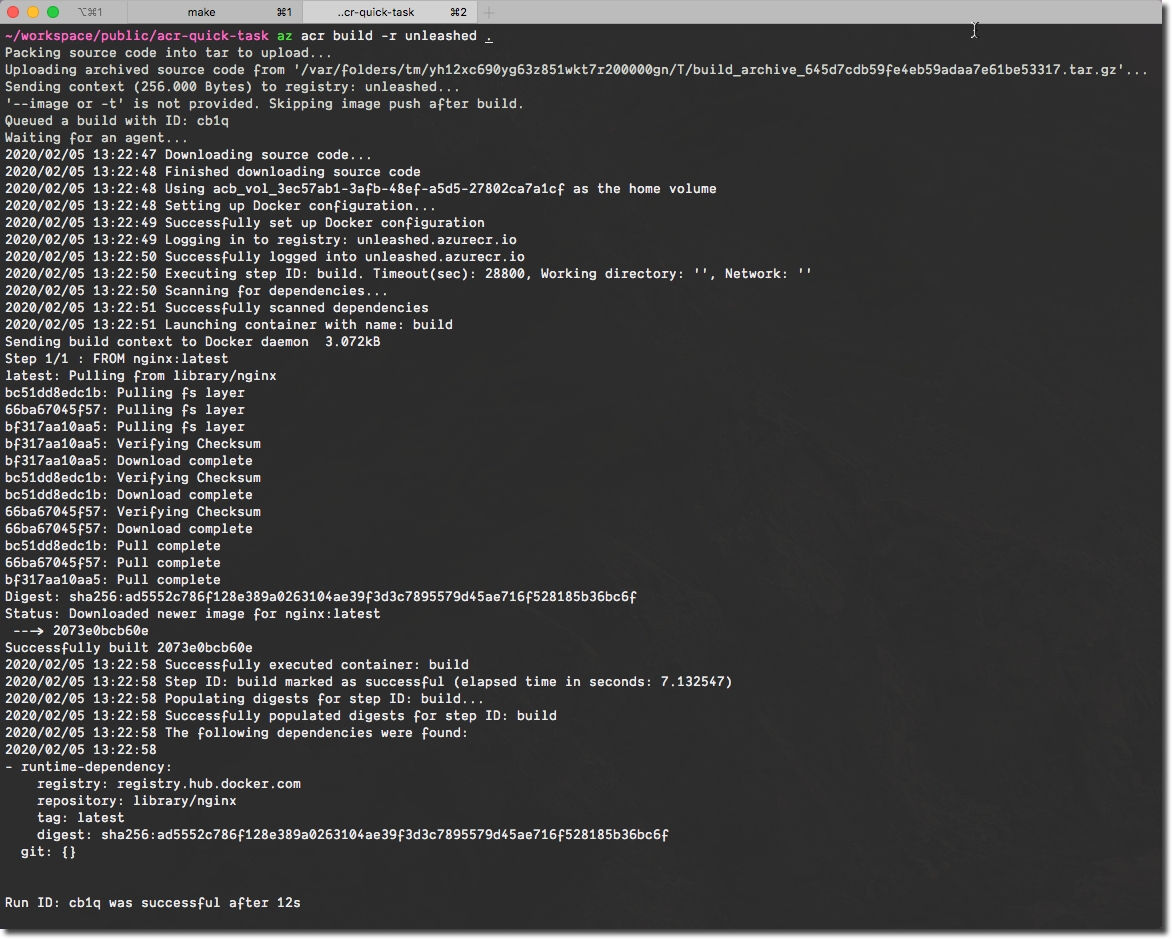 ⌥⌘1 make ⌘1 ..cr-quick-task ⌘2 +
~/workspace/public/acr-quick-task az acr build -r unleashed .
Packing source code into tar to upload...
Uploading archived source code from '/var/folders/tm/yh12xc690yg63z851wkt7r200000gn/T/build_archive_645d7cdb59fe4eb59adaa7e61be53317.tar.gz'...
Sending context (256.000 Bytes) to registry: unleashed...
'--image or -t' is not provided. Skipping image push after build.
Queued a build with ID: cb1q
Waiting for an agent...
2020/02/05 13:22:47 Downloading source code...
2020/02/05 13:22:48 Finished downloading source code
2020/02/05 13:22:48 Using acb_vol_3ec57ab1-3afb-48ef-a5d5-27802ca7a1cf as the home volume
2020/02/05 13:22:48 Setting up Docker configuration...
2020/02/05 13:22:49 Successfully set up Docker configuration
2020/02/05 13:22:49 Logging in to registry: unleashed.azurecr.io
2020/02/05 13:22:50 Successfully logged into unleashed.azurecr.io
2020/02/05 13:22:50 Executing step ID: build. Timeout(sec): 28800, Working directory: '', Network: ''
2020/02/05 13:22:50 Scanning for dependencies...
2020/02/05 13:22:51 Successfully scanned dependencies
2020/02/05 13:22:51 Launching container with name: build
Sending build context to Docker daemon  3.072kB
Step 1/1 : FROM nginx:latest
latest: Pulling from library/nginx
bc51dd8edc1b: Pulling fs layer
66ba67045f57: Pulling fs layer
bf317aa10aa5: Pulling fs layer
bf317aa10aa5: Verifying Checksum
bf317aa10aa5: Download complete
bc51dd8edc1b: Verifying Checksum
bc51dd8edc1b: Download complete
66ba67045f57: Verifying Checksum
66ba67045f57: Download complete
bc51dd8edc1b: Pull complete
66ba67045f57: Pull complete
bf317aa10aa5: Pull complete
Digest: sha256:ad5552c786f128e389a0263104ae39f3d3c7895579d45ae716f528185b36bc6f
Status: Downloaded newer image for nginx:latest
 ---> 2073e0bcb60e
Successfully built 2073e0bcb60e
2020/02/05 13:22:58 Successfully executed container: build
2020/02/05 13:22:58 Step ID: build marked as successful (elapsed time in seconds: 7.132547)
2020/02/05 13:22:58 Populating digests for step ID: build...
2020/02/05 13:22:58 Successfully populated digests for step ID: build
2020/02/05 13:22:58 The following dependencies were found:
2020/02/05 13:22:58
- runtime-dependency:
    registry: registry.hub.docker.com
    repository: library/nginx
    tag: latest
    digest: sha256:ad5552c786f128e389a0263104ae39f3d3c7895579d45ae716f528185b36bc6f
  git: {}
Run ID: cb1q was successful after 12s